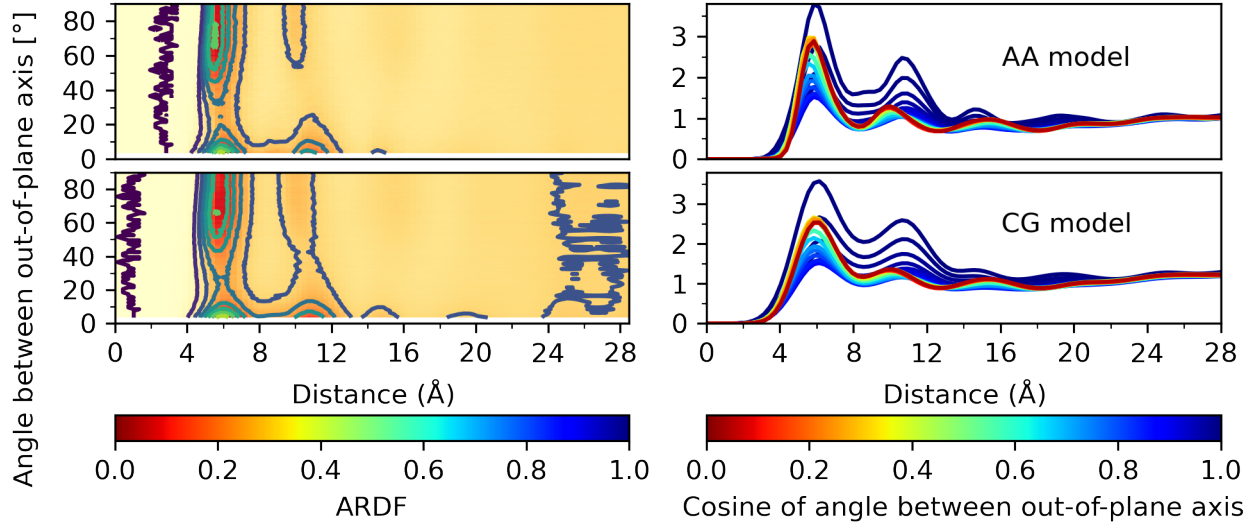 Angle between out-of-plane axis [°]
80
60
40
20
0
80
60
40
20
0
0 4 8 12 16 20 24 28
Distance (Å)
0.0 0.2 0.4 0.6 0.8 1.0
ARDF
3
2
1
0
AA model
3
2
1
0
CG model
0 4 8 12 16 20 24 28
Distance (Å)
0.0 0.2 0.4 0.6 0.8 1.0
Cosine of angle between out-of-plane axis